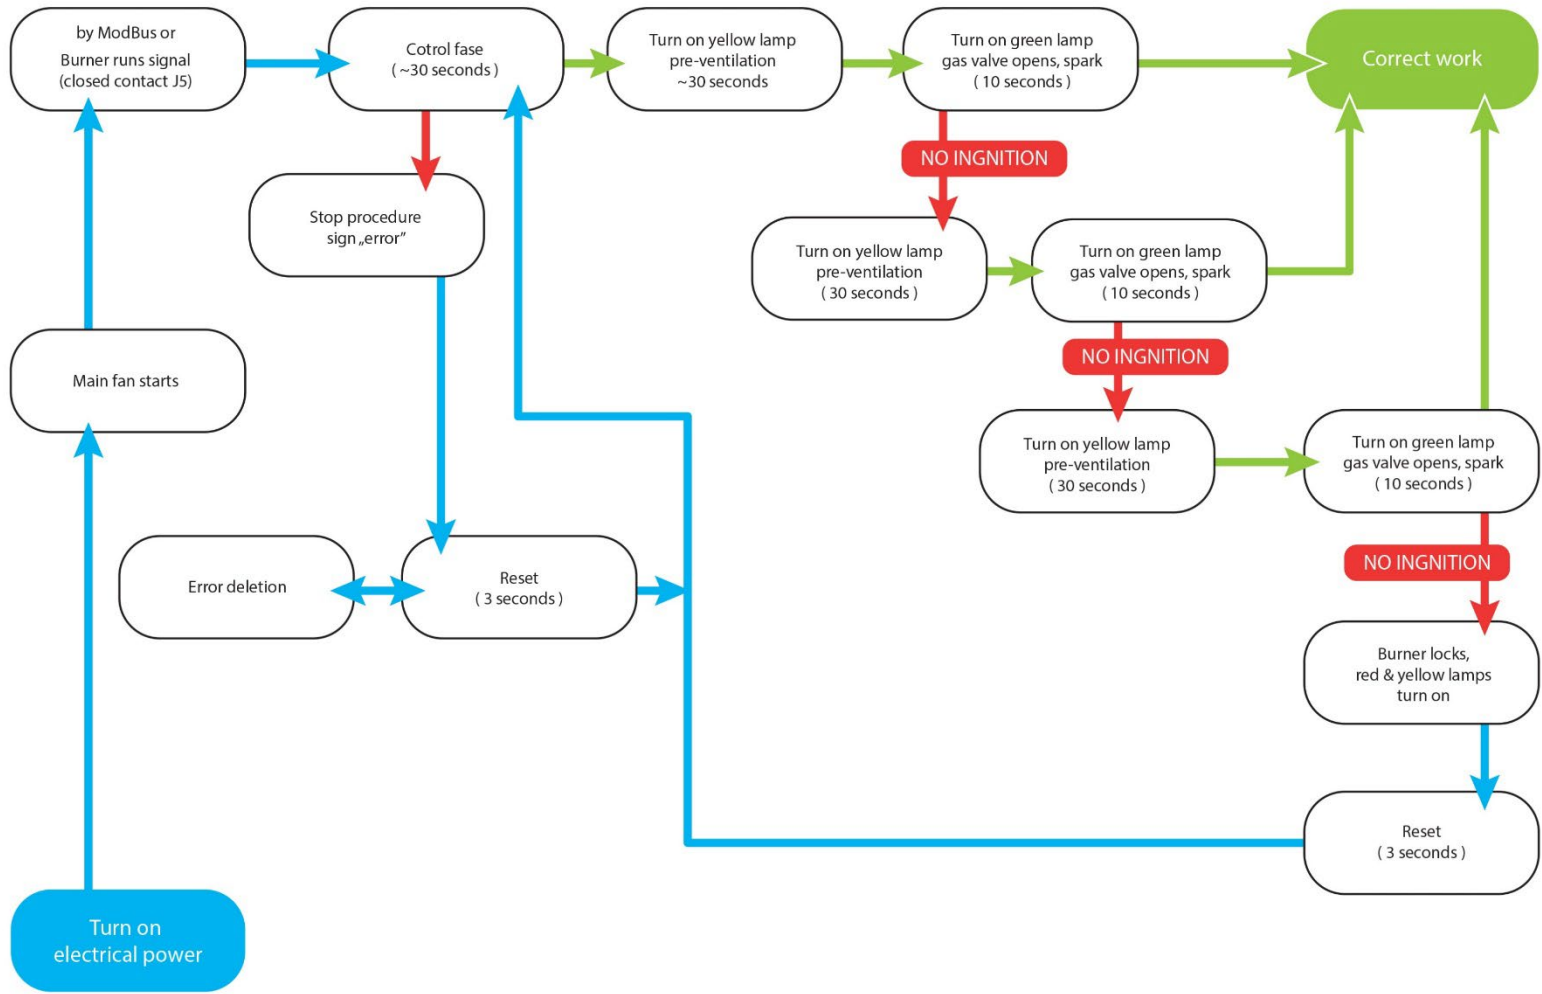 by ModBus or
Burner runs signal
(closed contact J5)
Cotrol fase
( ~30 seconds )
Turn on yellow lamp
pre-ventilation
~30 seconds
Turn on green lamp
gas valve opens, spark
( 10 seconds )
Correct work
NO INGNITION
Stop procedure
sign „error”
Turn on yellow lamp
pre-ventilation
( 30 seconds )
Turn on green lamp
gas valve opens, spark
( 10 seconds )
NO INGNITION
Main fan starts
Turn on yellow lamp
pre-ventilation
( 30 seconds )
Turn on green lamp
gas valve opens, spark
( 10 seconds )
NO INGNITION
Error deletion
Reset
( 3 seconds )
Burner locks,
red & yellow lamps
turn on
Reset
( 3 seconds )
Turn on
electrical power